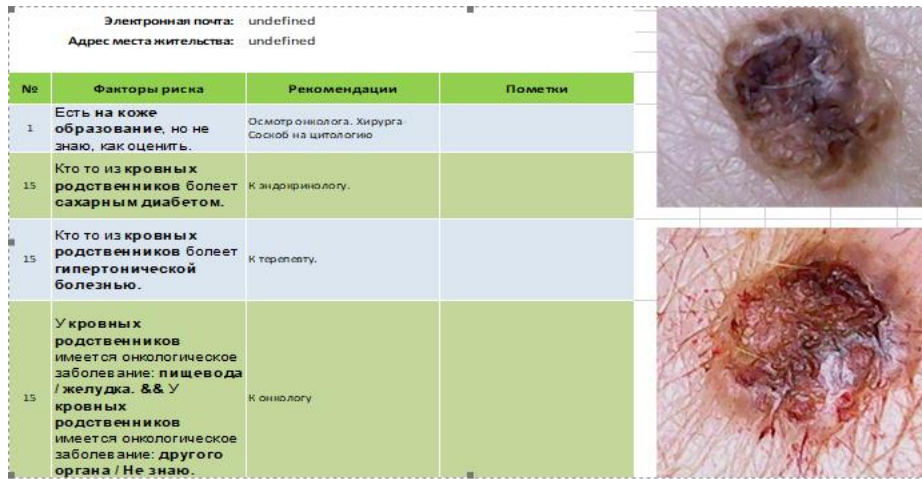 Электронная почта: undefined
Адрес места жительства: undefined
№ Факторы риска Рекомендации Пометки
1
Есть на коже
образование, но не
знаю, как оценить.
Осмотр онколога. Хирурга
Соскоб на цитологию
15
Кто то из кровных
родственников болеет
сахарным диабетом.
К эндокринологу.
15
Кто то из кровных
родственников болеет
гипертонической
болезнью.
К терепевту.
15
У кровных
родственников
имеется онкологическое
заболевание: пищевода
/ желудка. && У
кровных
родственников
имеется онкологическое
заболевание: другого
органа / Не знаю.
К онкологу